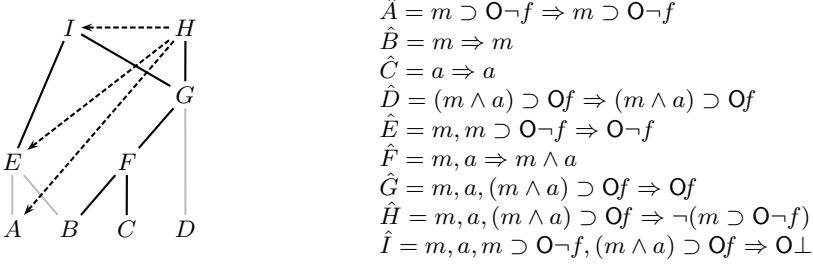 I H
G
E F
A B C D
Â = m ⊃ O¬f ⇒ m ⊃ O¬f
B̂ = m ⇒ m
Ĉ = a ⇒ a
D̂ = (m ∧ a) ⊃ Of ⇒ (m ∧ a) ⊃ Of
Ê = m, m ⊃ O¬f ⇒ O¬f
F̂ = m, a ⇒ m ∧ a
Ĝ = m, a, (m ∧ a) ⊃ Of ⇒ Of
Ĥ = m, a, (m ∧ a) ⊃ Of ⇒ ¬(m ⊃ O¬f)
Î = m, a, m ⊃ O¬f, (m ∧ a) ⊃ Of ⇒ O⊥